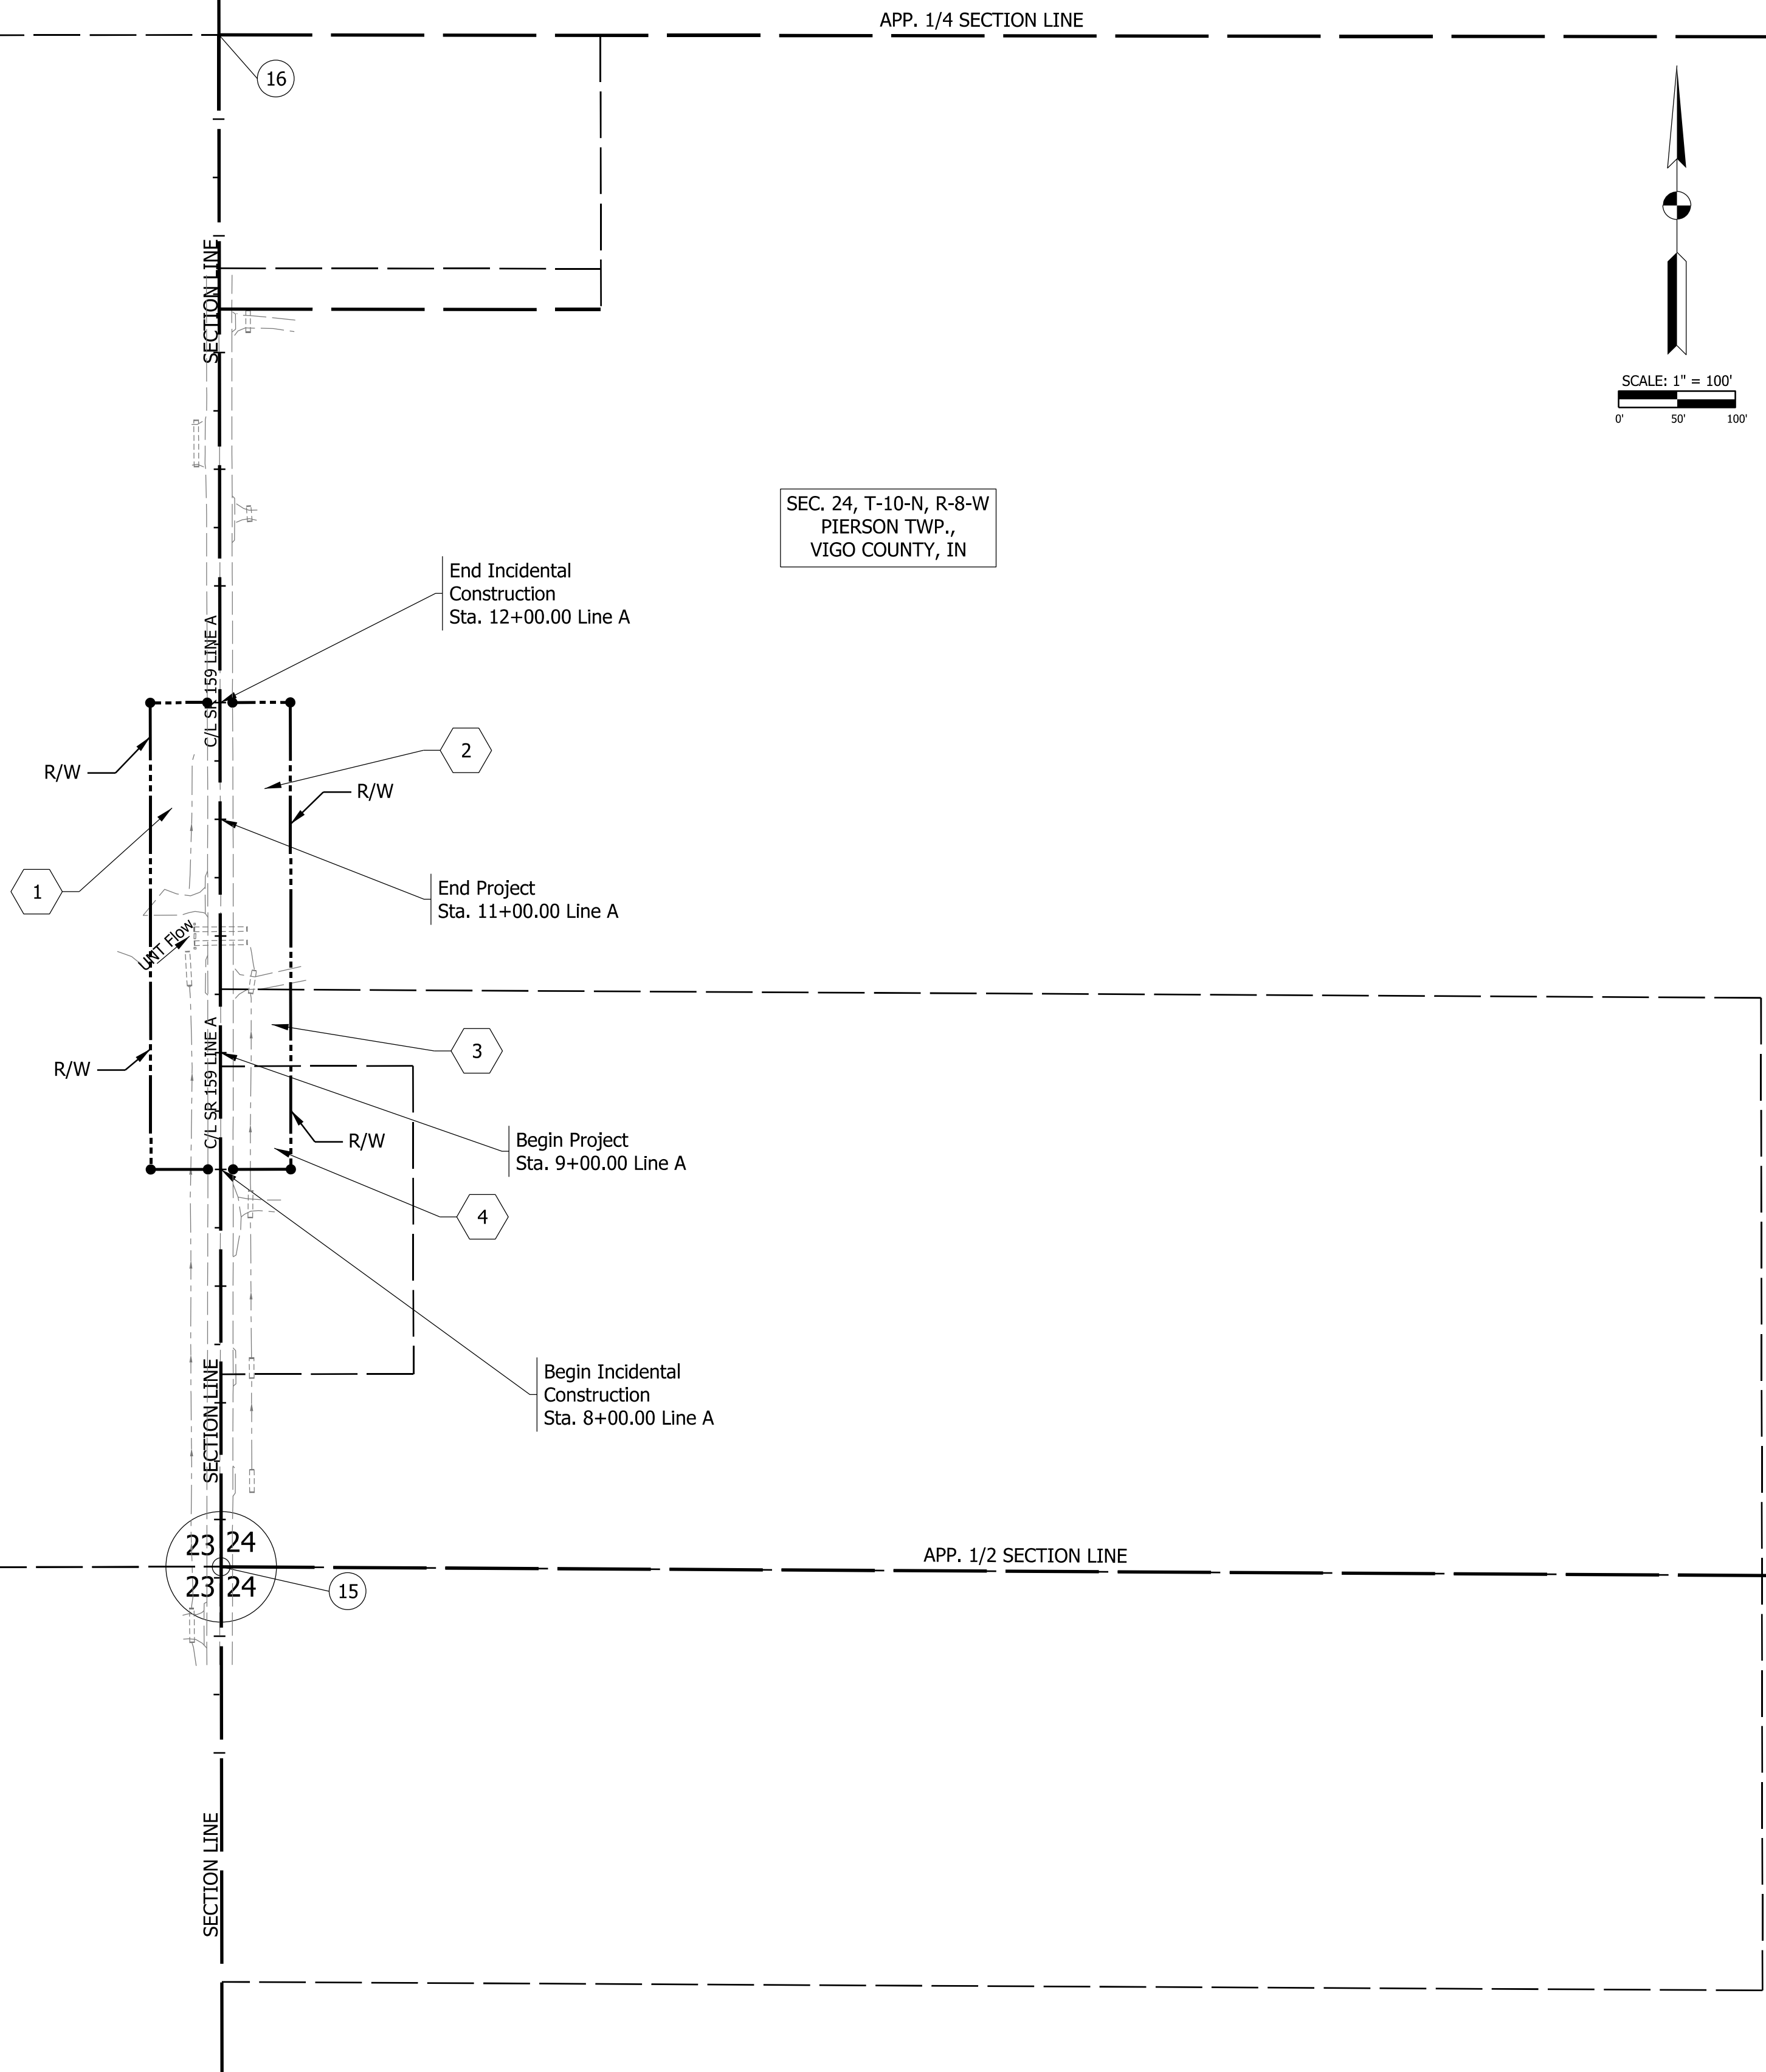 APP. 1/4 SECTION LINE
16
SECTION LINE
SCALE: 1" = 100'
0' 50' 100'
SEC. 24, T-10-N, R-8-W
PIERSON TWP.,
VIGO COUNTY, IN
End Incidental
Construction
Sta. 12+00.00 Line A
C/L SR 159 LINE A
2
R/W
R/W
1
End Project
Sta. 11+00.00 Line A
UNT Flow
3
C/L SR 159 LINE A
R/W
R/W
Begin Project
Sta. 9+00.00 Line A
4
Begin Incidental
Construction
Sta. 8+00.00 Line A
SECTION LINE
23 24
23 24
APP. 1/2 SECTION LINE
15
SECTION LINE